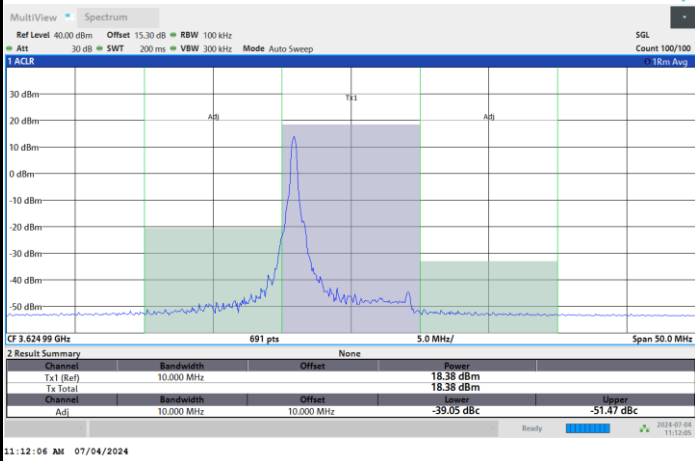 MultiView Spectrum
Ref Level 40.00 dBm Offset 15.30 dB RBW 100 kHz SGL
Att 30 dB SWT 200 ms VBW 300 kHz Mode Auto Sweep Count 100/100
1 ACLR 1Rm Avg
30 dBm
Tx1
20 dBm
Adj Adj
10 dBm
0 dBm
-10 dBm
-20 dBm
-30 dBm
-40 dBm
-50 dBm
CF 3.624 99 GHz 691 pts 5.0 MHz/ Span 50.0 MHz
2 Result Summary None
Channel Bandwidth Offset Power
Tx1 (Ref) 10.000 MHz 18.38 dBm
Tx Total 18.38 dBm
Channel Bandwidth Offset Lower Upper
Adj 10.000 MHz 10.000 MHz -39.05 dBc -51.47 dBc
Ready 2024-07-04
11:12:05
11:12:06 AM 07/04/2024